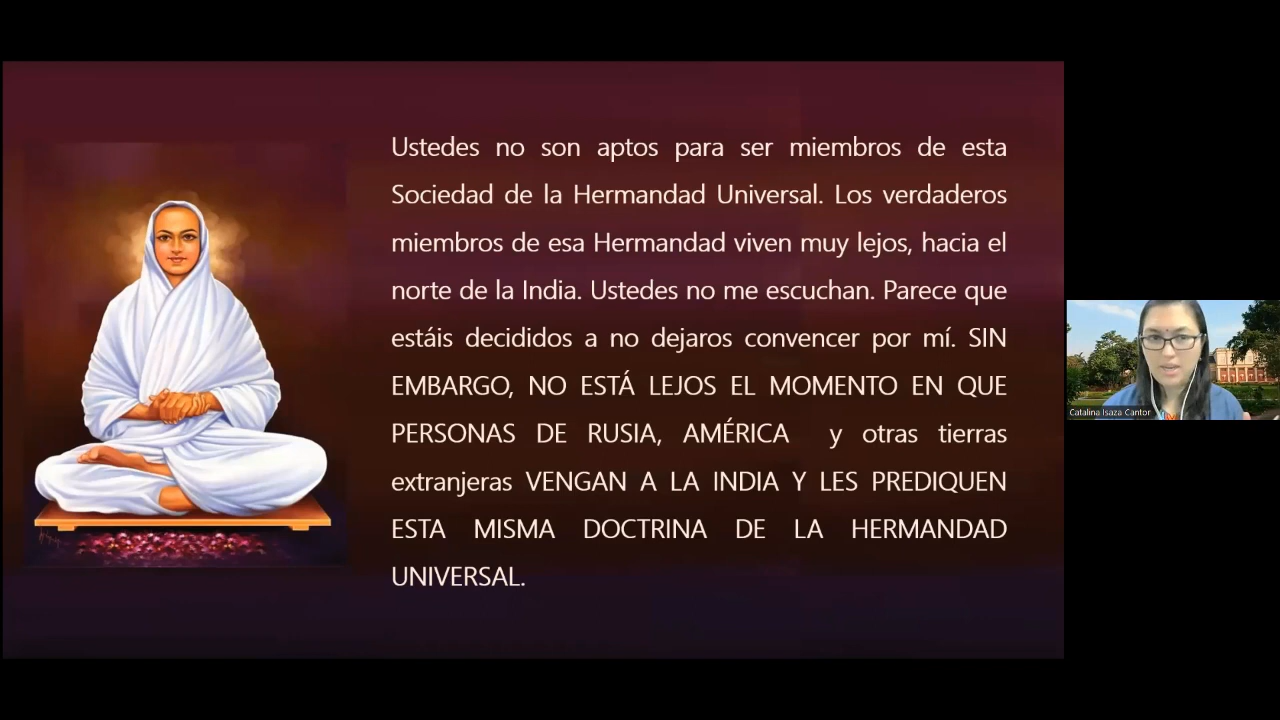 Ustedes no son aptos para ser miembros de esta
Sociedad de la Hermandad Universal. Los verdaderos
miembros de esa Hermandad viven muy lejos, hacia el
norte de la India. Ustedes no me escuchan. Parece que
estáis decididos a no dejaros convencer por mí. SIN
EMBARGO, NO ESTÁ LEJOS EL MOMENTO EN QUE
PERSONAS DE RUSIA, AMÉRICA y otras tierras
extranjeras VENGAN A LA INDIA Y LES PREDIQUEN
ESTA MISMA DOCTRINA DE LA HERMANDAD
UNIVERSAL.
Catalina Isaza Cantor